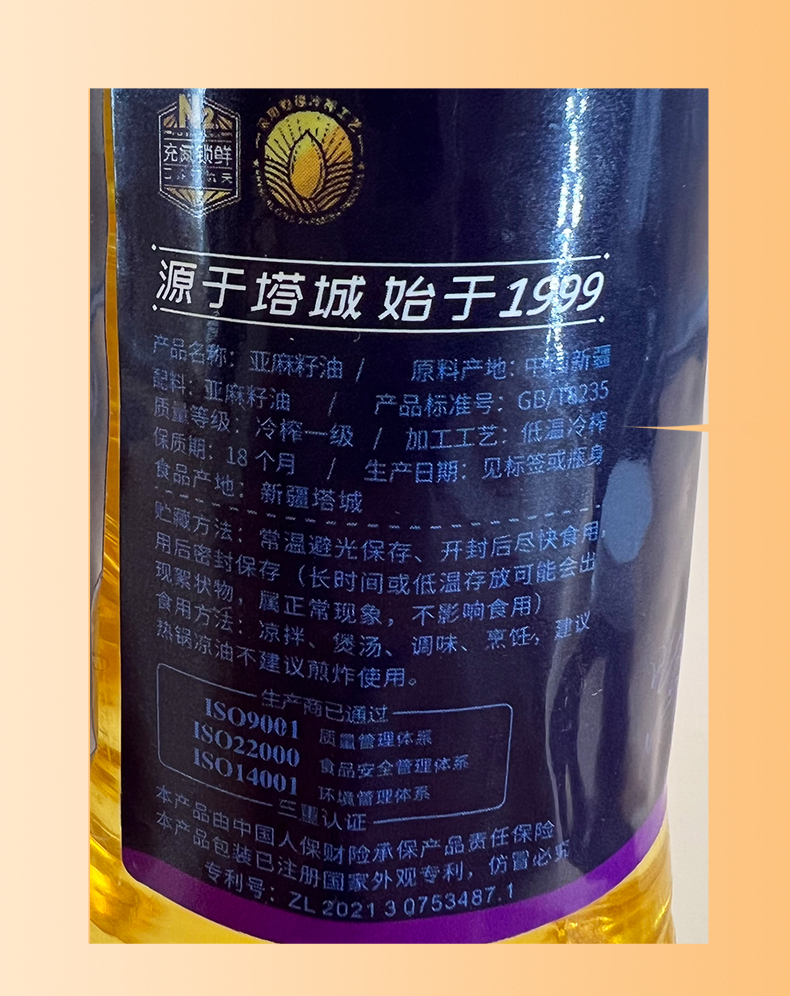 N2
充氮锁鲜
源于塔城 始于1999
产品名称：亚麻籽油 / 原料产地：中国新疆
配料：亚麻籽油 / 产品标准号：GB/T8235
质量等级：冷榨一级 / 加工工艺：低温冷榨
保质期：18个月 / 生产日期：见标签或瓶身
食品产地：新疆塔城
贮藏方法：常温避光保存、开封后尽快食用，
用后密封保存（长时间或低温存放可能会出
现絮状物，属正常现象，不影响食用）
食用方法：凉拌、煲汤、调味、烹饪，建议
热锅凉油不建议煎炸使用。
生产商已通过
ISO9001 质量管理体系
ISO22000 食品安全管理体系
ISO14001 环境管理体系
三重认证
本产品由中国人保财险承保产品责任保险
本产品包装已注册国家外观专利，仿冒必究
专利号：ZL 2021 3 0753487.1